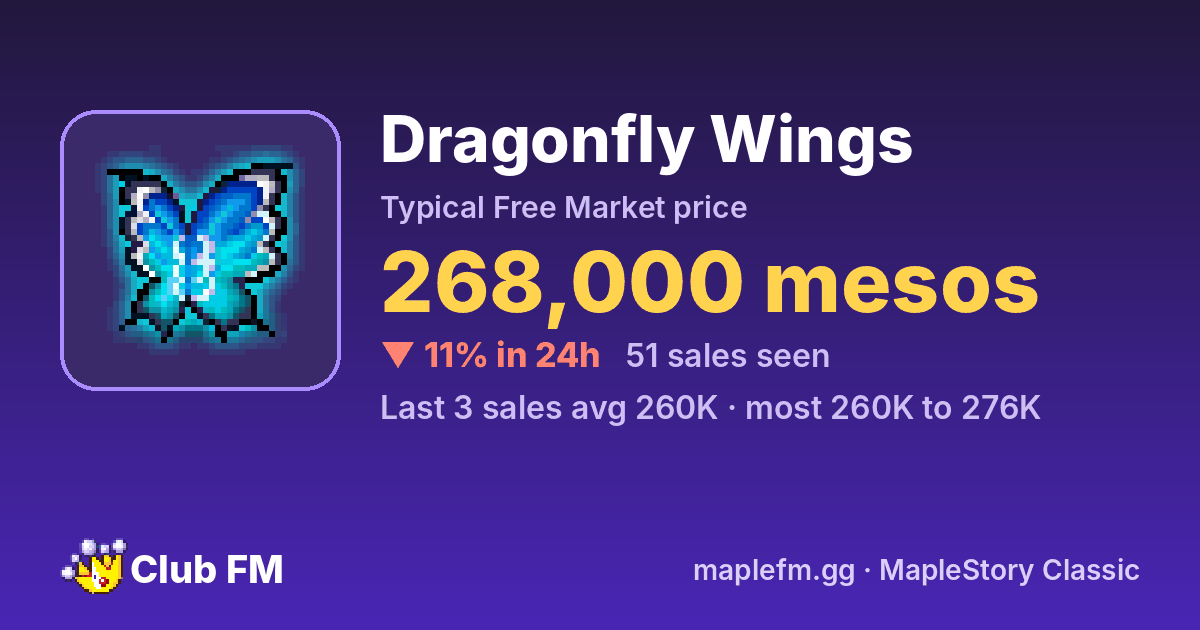 Dragonfly Wings
Typical Free Market price
268,000 mesos
▼ 11% in 24h 51 sales seen
Last 3 sales avg 260K · most 260K to 276K
Club FM
maplefm.gg · MapleStory Classic